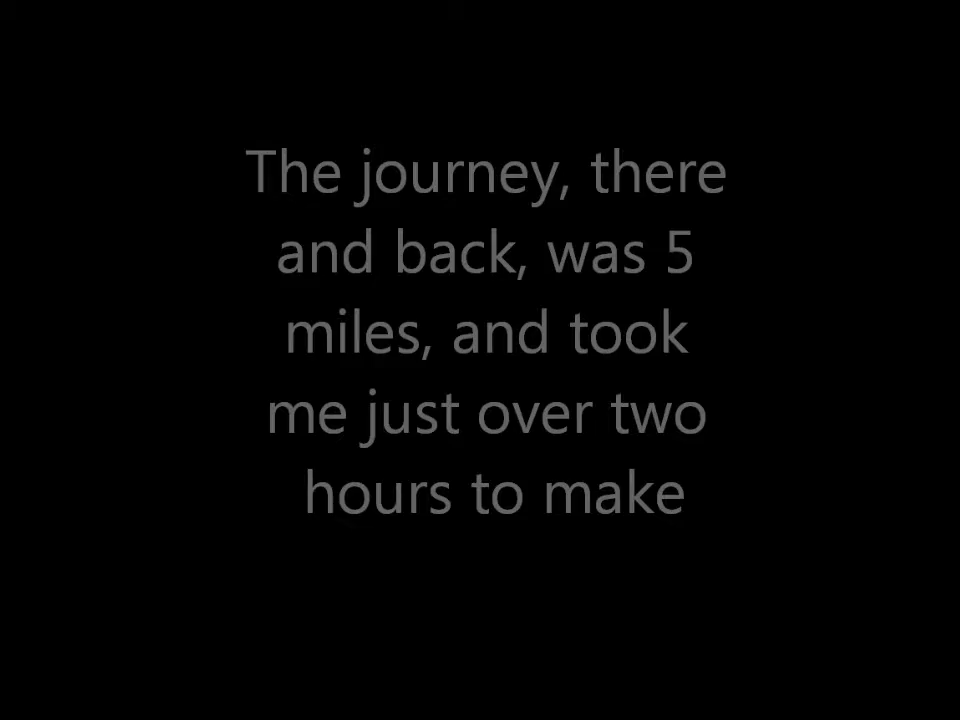 The journey, there
and back, was 5
miles, and took
me just over two
hours to make